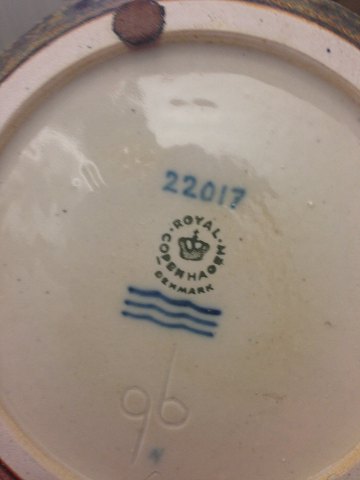 22017
ROYAL
COPENHAGEN
DENMARK